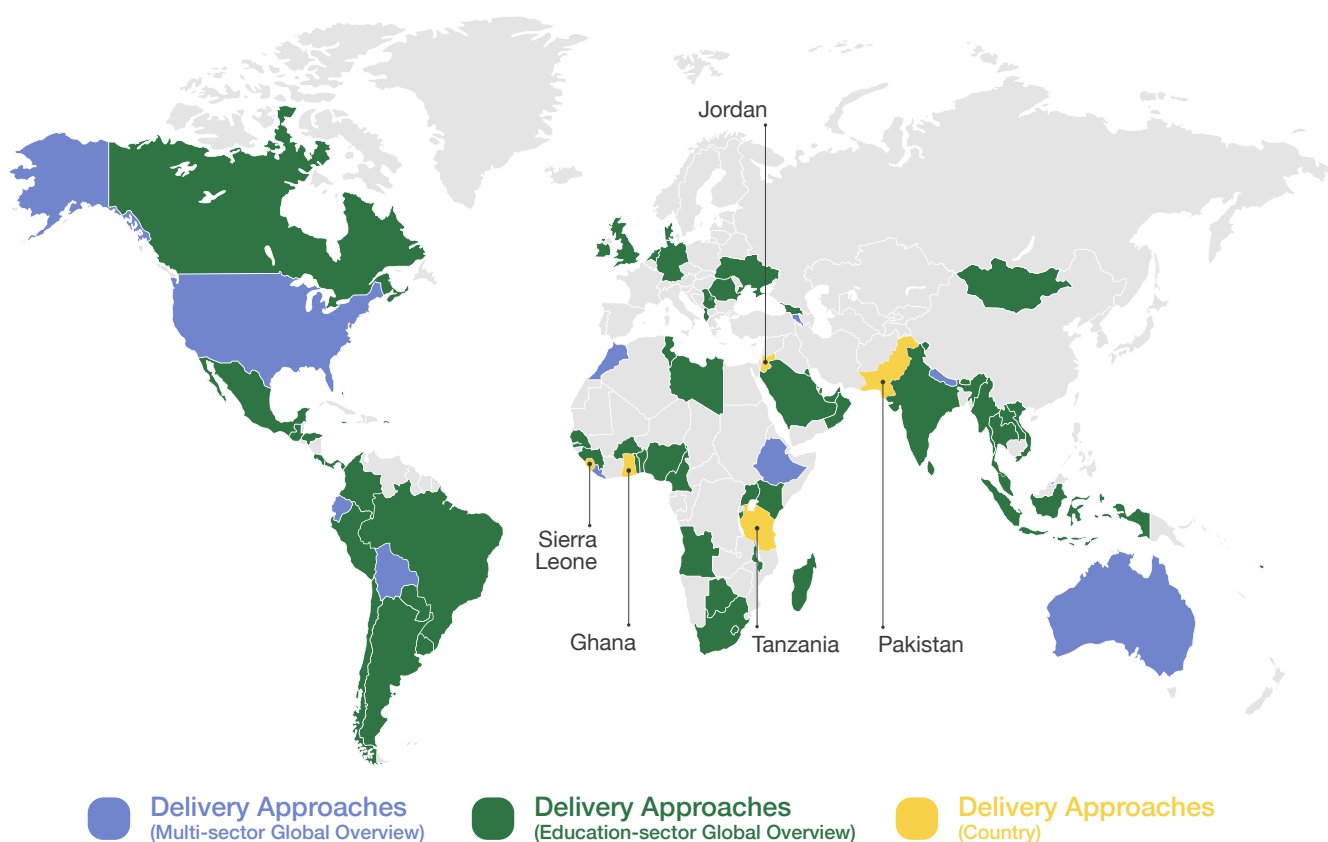 Jordan
Sierra
Leone
Ghana
Tanzania
Pakistan
Delivery Approaches
(Multi-sector Global Overview)
Delivery Approaches
(Education-sector Global Overview)
Delivery Approaches
(Country)